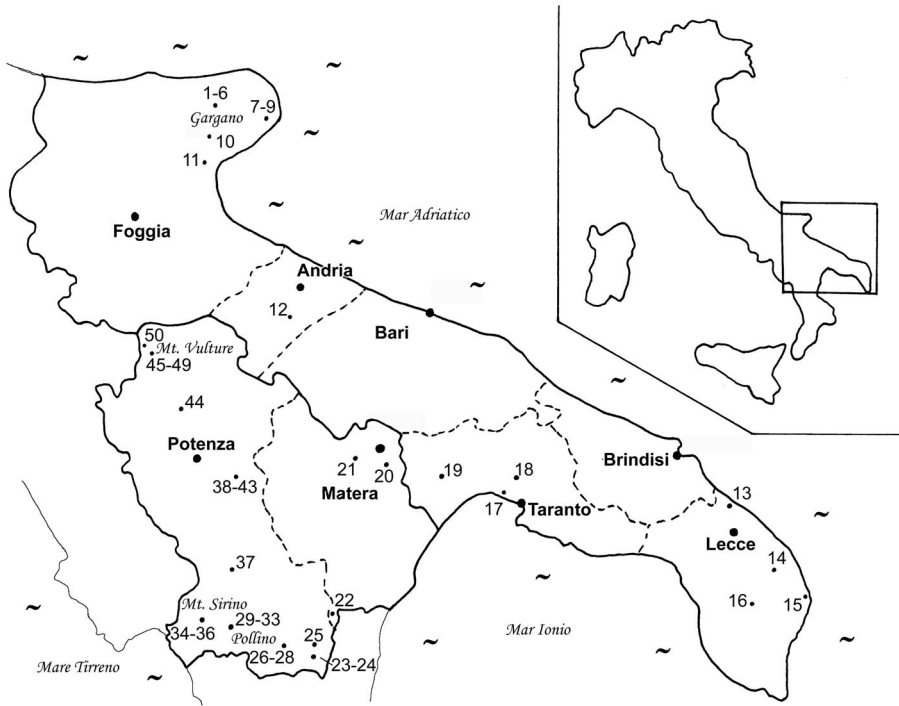 1-6
7-9
Gargano
10
11
Mar Adriatico
Foggia
Andria
12
Bari
50
Mt. Vulture
45-49
44
Potenza
Brindisi
21
20
19
18
38-43
Matera
17
Taranto
13
Lecce
37
14
Mt. Sirino
22
16
15
29-33
34-36
Pollino
25
Mar Ionio
26-28
23-24
Mare Tirreno